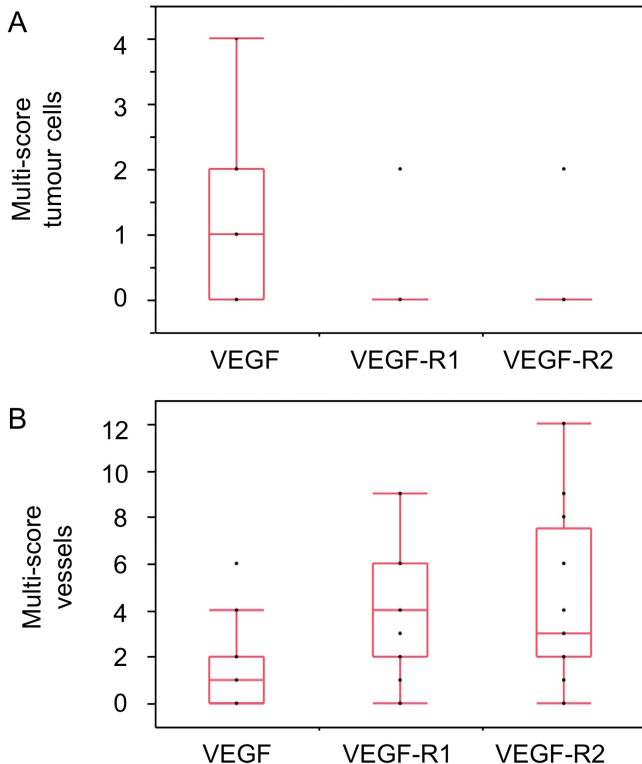 A
Multi-score
tumour cells
4
3
2
1
0
VEGF VEGF-R1 VEGF-R2
B
Multi-score
vessels
12
10
8
6
4
2
0
VEGF VEGF-R1 VEGF-R2